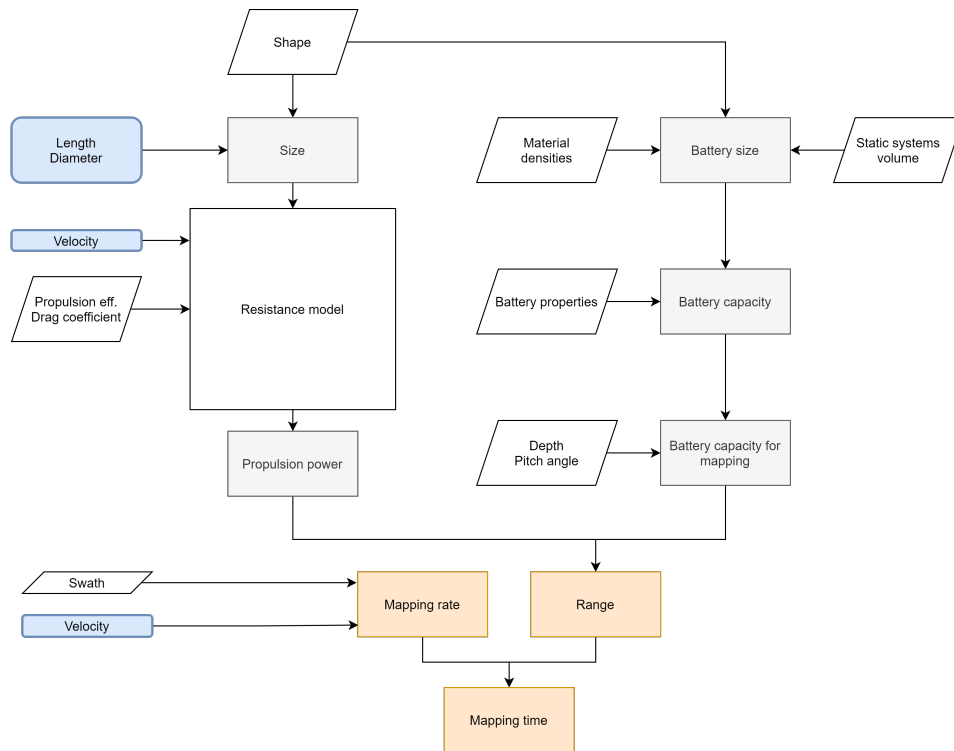 Shape
Length
Diameter
Size
Material
densities
Battery size
Static systems
volume
Velocity
Propulsion eff.
Drag coefficient
Resistance model
Battery properties
Battery capacity
Propulsion power
Depth
Pitch angle
Battery capacity for
mapping
Swath
Velocity
Mapping rate
Range
Mapping time